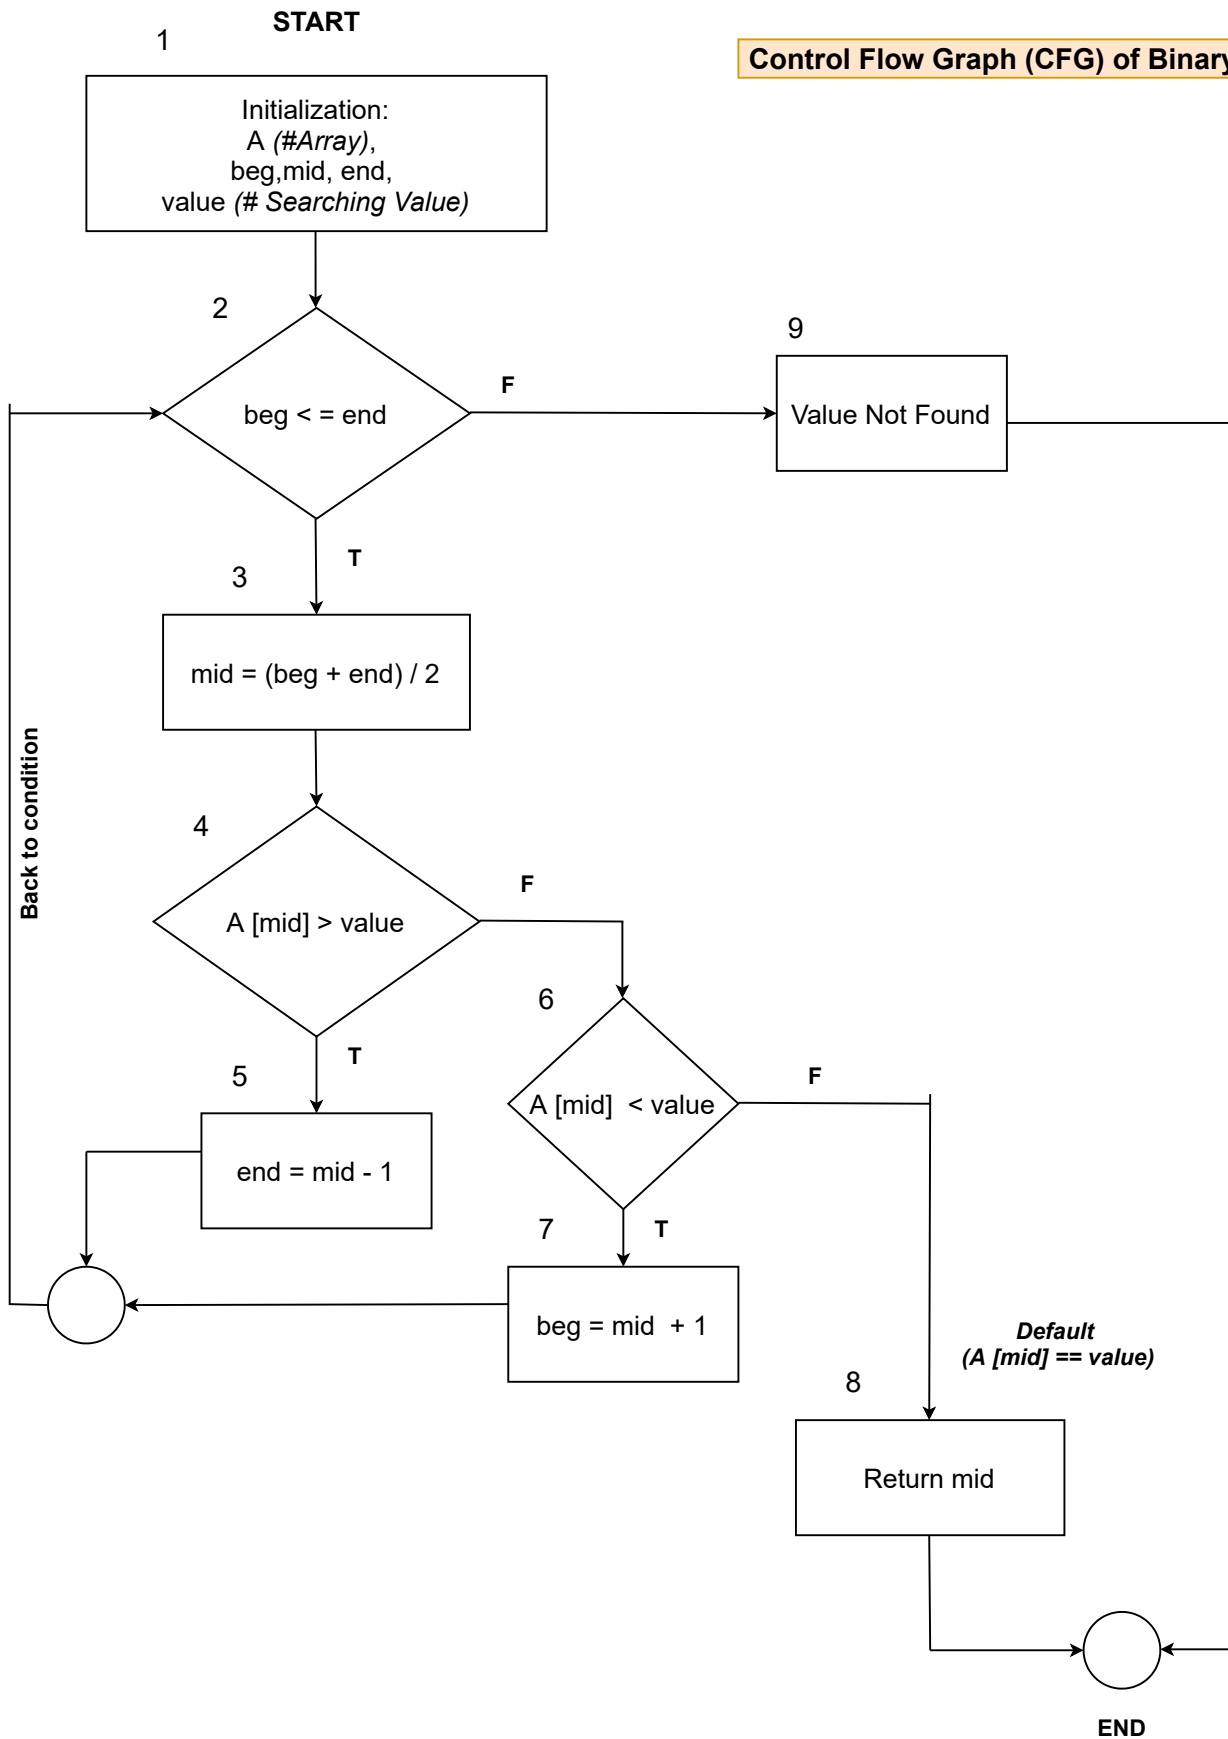 START
1
Control Flow Graph (CFG) of Binary
Initialization:
A (#Array),
beg,mid, end,
value (# Searching Value)
2
9
F
beg < = end
Value Not Found
T
3
mid = (beg + end) / 2
Back to condition
4
F
A [mid] > value
6
T
5
F
A [mid]  < value
end = mid - 1
7
T
beg = mid  + 1
Default
(A [mid] == value)
8
Return mid
END